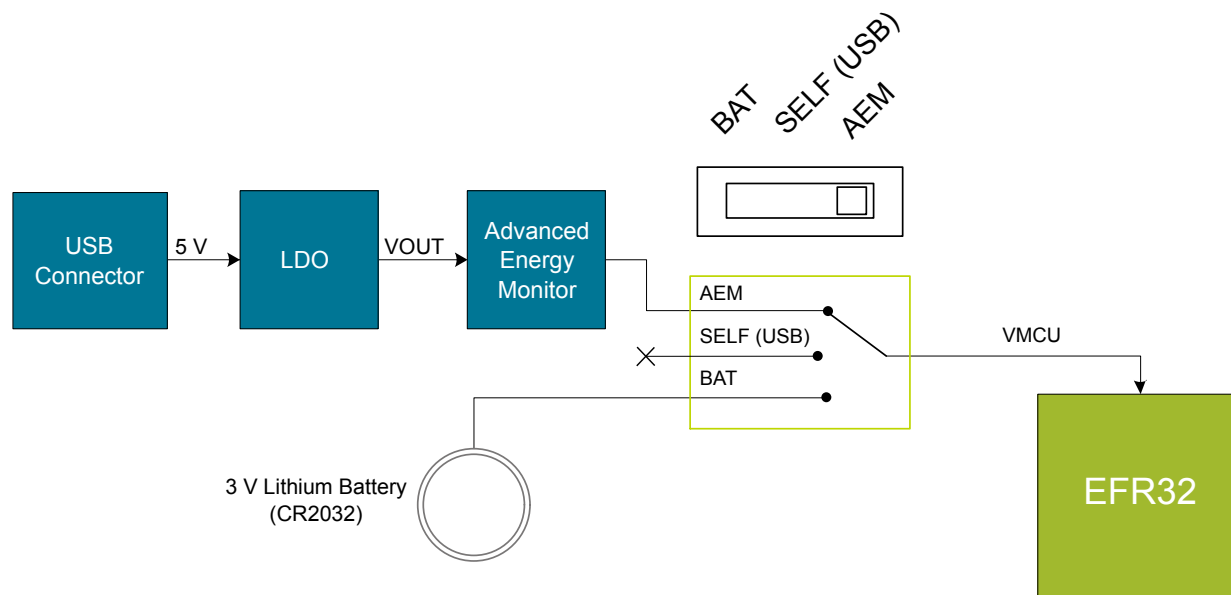 BAT
SELF (USB)
AEM
USB
Connector
5 V
LDO
VOUT
Advanced
Energy
Monitor
AEM
SELF (USB)
BAT
VMCU
3 V Lithium Battery
(CR2032)
EFR32